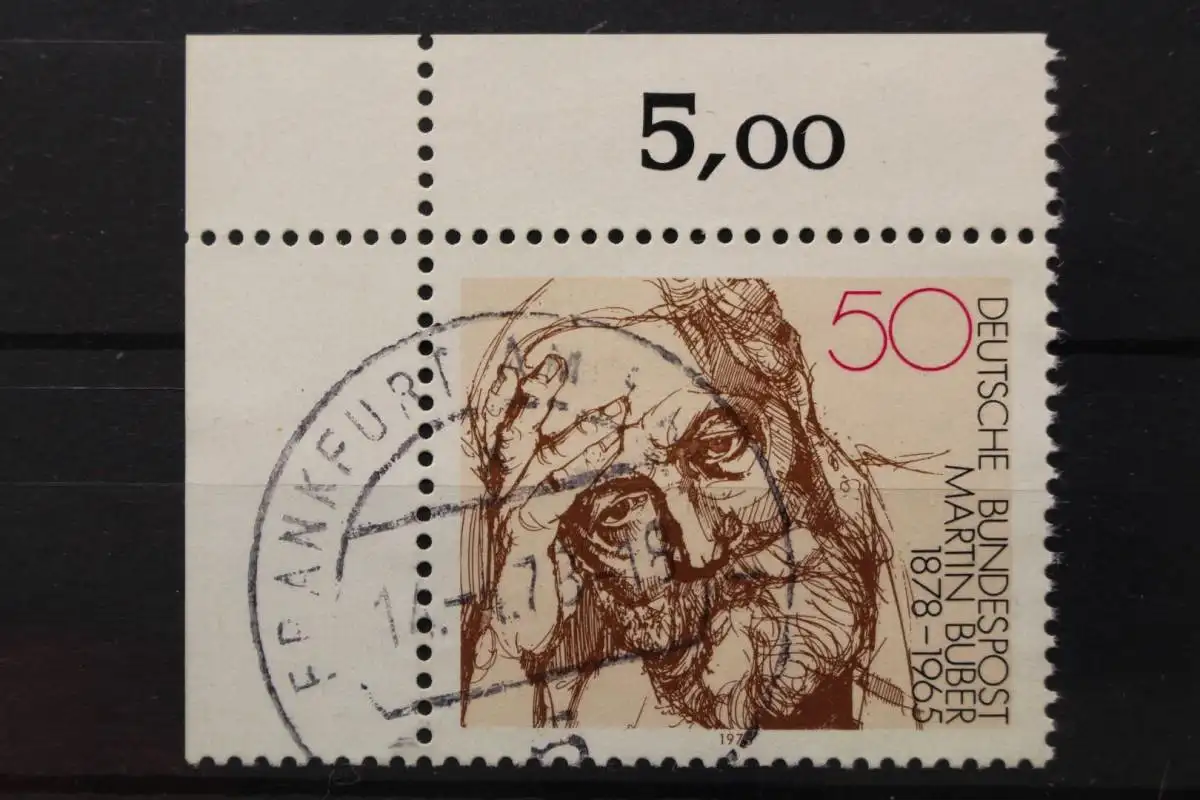 5,00
50
DEUTSCHE BUNDESPOST
MARTIN BUBER
1878-1965
FRANKFURT AM